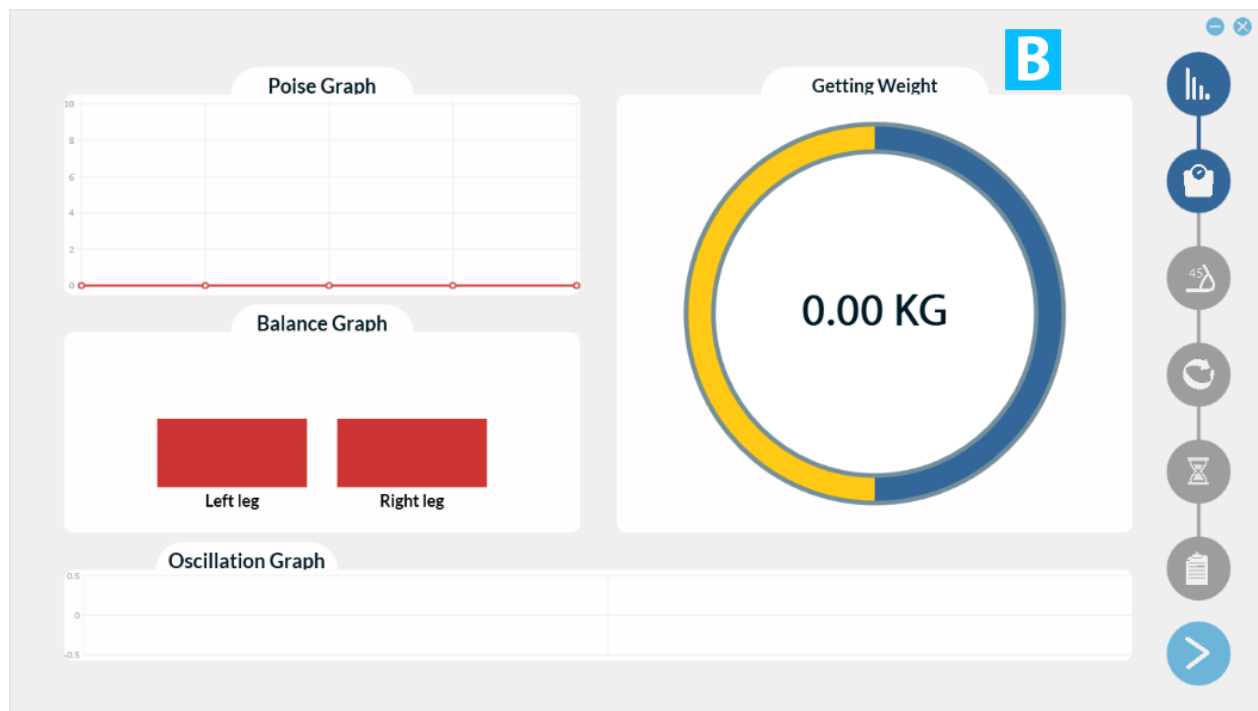 B
Poise Graph
10
8
6
4
2
0
Getting Weight
0.00 KG
45
Balance Graph
Left leg
Right leg
Oscillation Graph
0.5
0
-0.5